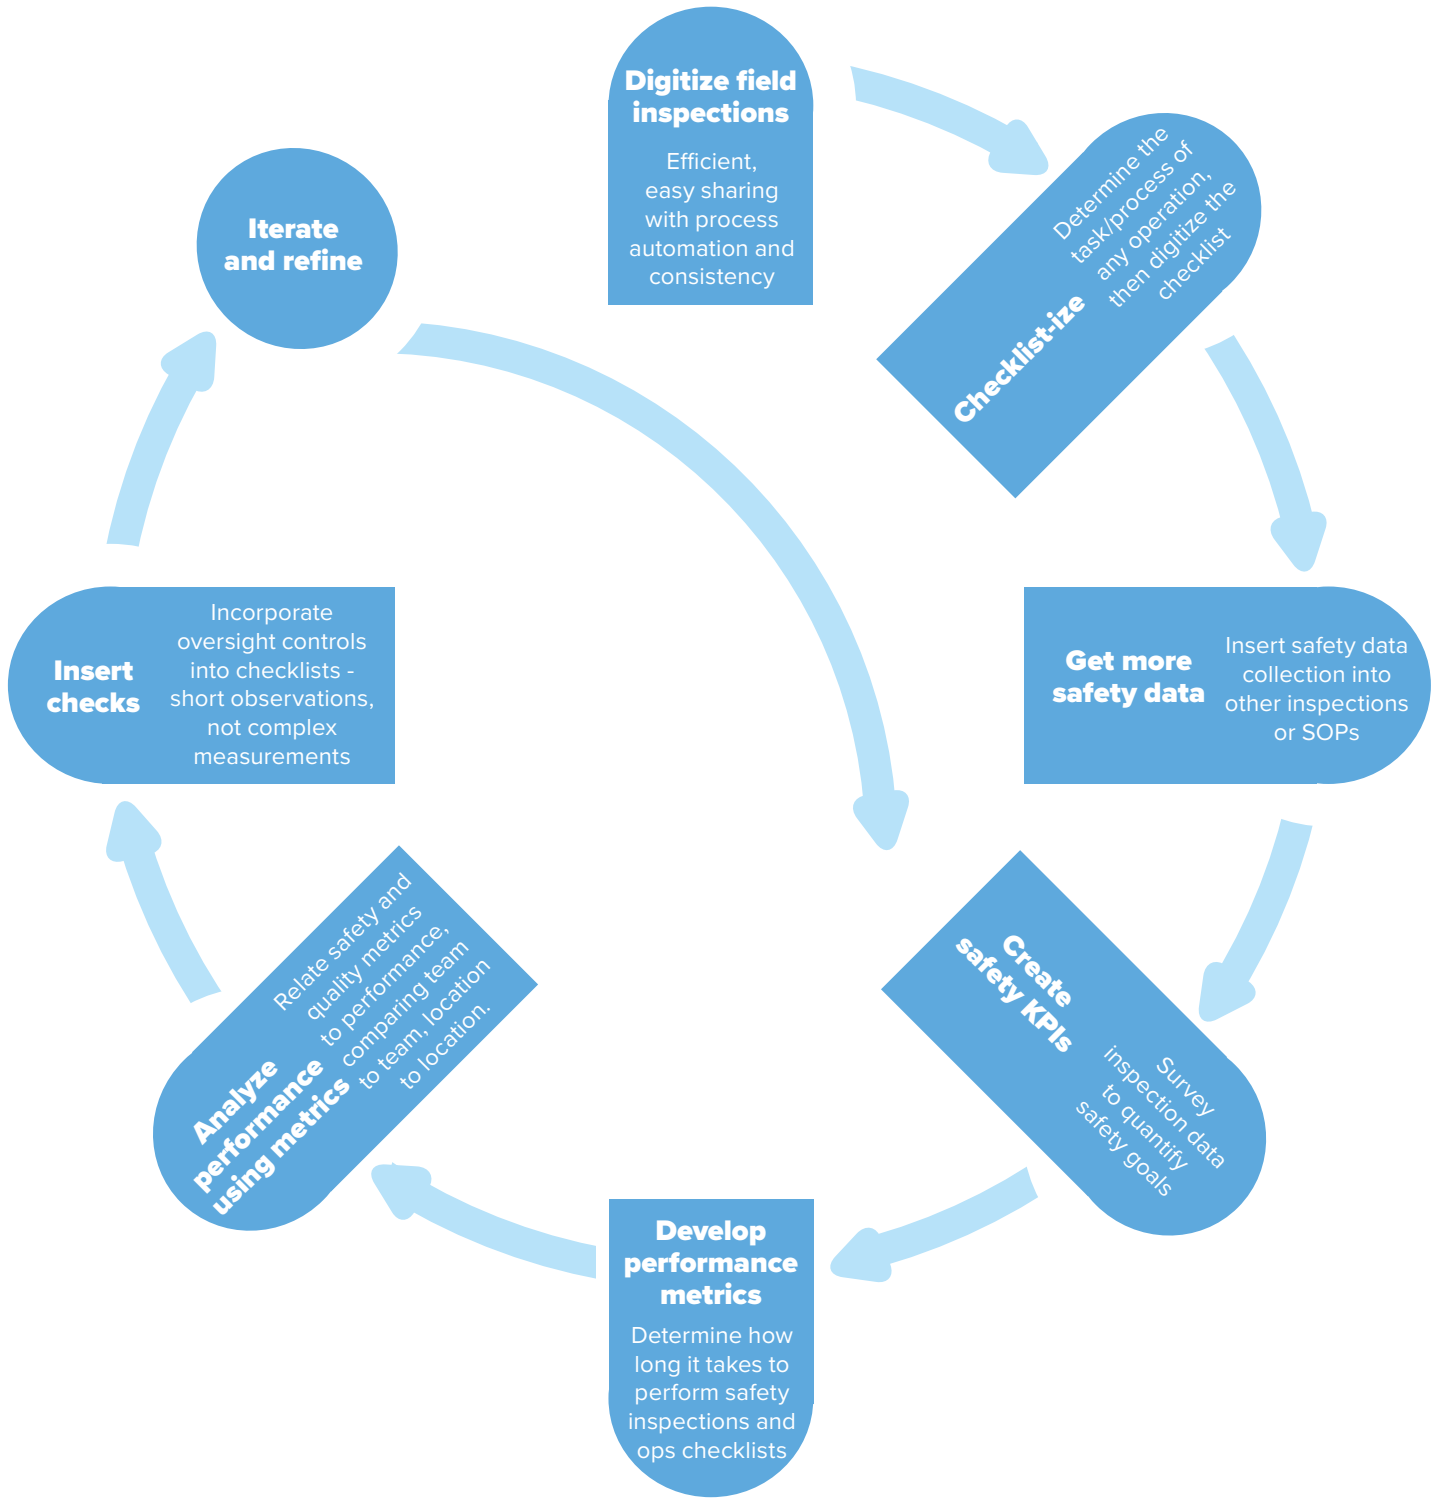 Digitize field
inspections
Efficient,
easy sharing
with process
automation and
consistency
Checklist-ize
Determine the
task/process of
any operation,
then digitize the
checklist
Get more
safety data
Insert safety data
collection into
other inspections
or SOPs
Create
safety KPIs
Survey
inspection data
to quantify
safety goals
Develop
performance
metrics
Determine how
long it takes to
perform safety
inspections and
ops checklists
Analyze
performance
using metrics
Relate safety and
quality metrics
to performance,
comparing team
to team, location
to location.
Insert
checks
Incorporate
oversight controls
into checklists -
short observations,
not complex
measurements
Iterate
and refine